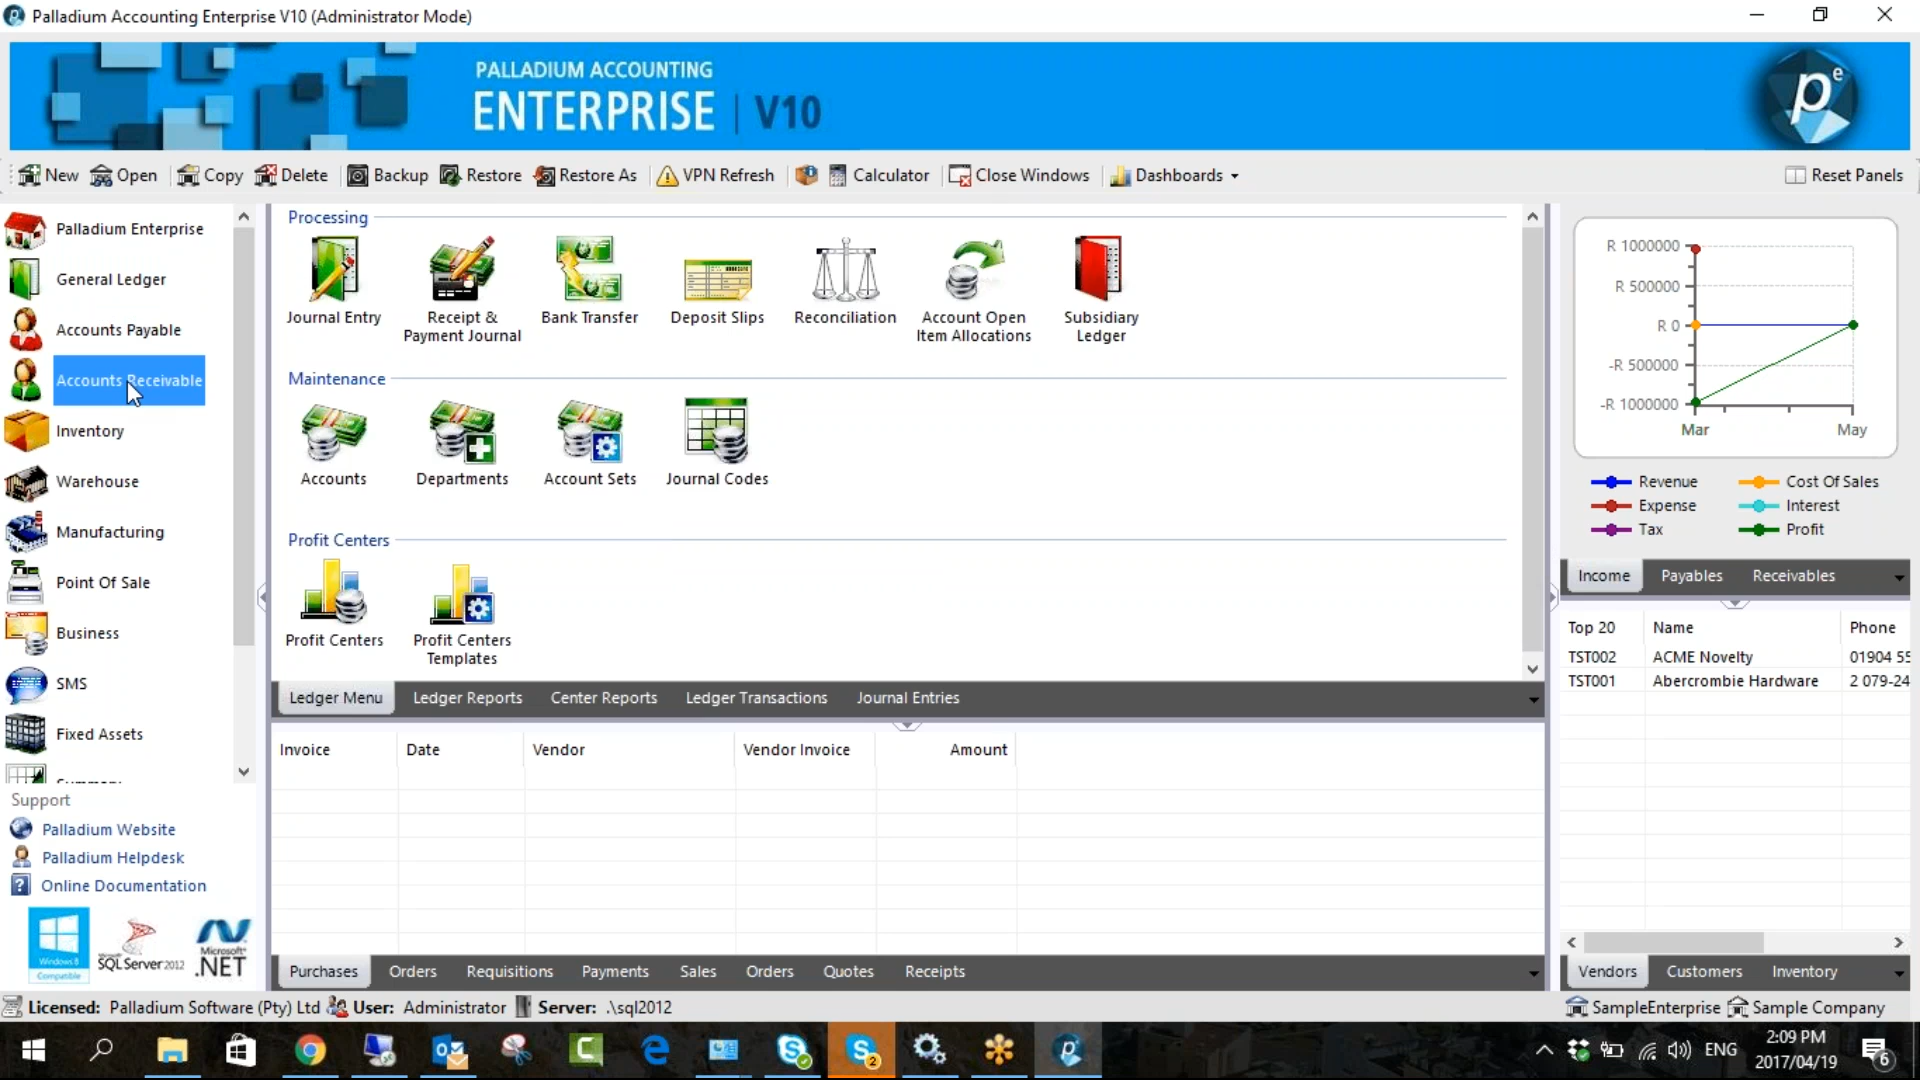 Palladium Accounting Enterprise V10 (Administrator Mode)
PALLADIUM ACCOUNTING
ENTERPRISE | V10
p e
New Open Copy Delete Backup Restore Restore As VPN Refresh Calculator Close Windows Dashboards Reset Panels
Palladium Enterprise
General Ledger
Accounts Payable
Accounts Receivable
Inventory
Warehouse
Manufacturing
Point Of Sale
Business
SMS
Fixed Assets
Summary
Support
Palladium Website
Palladium Helpdesk
Online Documentation
Windows 8
Compatible
Microsoft
SQL Server 2012
Microsoft
.NET
Processing
Journal Entry
Receipt &
Payment Journal
Bank Transfer
Deposit Slips
Reconciliation
Account Open
Item Allocations
Subsidiary
Ledger
Maintenance
Accounts
Departments
Account Sets
Journal Codes
Profit Centers
Profit Centers
Profit Centers
Templates
Ledger Menu Ledger Reports Center Reports Ledger Transactions Journal Entries
Invoice Date Vendor Vendor Invoice Amount
Purchases Orders Requisitions Payments Sales Orders Quotes Receipts
R 1000000
R 500000
R 0
-R 500000
-R 1000000
Mar May
Revenue Cost Of Sales
Expense Interest
Tax Profit
Income Payables Receivables
Top 20 Name Phone
TST002 ACME Novelty 01904 55
TST001 Abercrombie Hardware 2 079-24
Vendors Customers Inventory
Licensed: Palladium Software (Pty) Ltd User: Administrator Server: .\sql2012 SampleEnterprise Sample Company
ENG
2:09 PM
2017/04/19
2
6